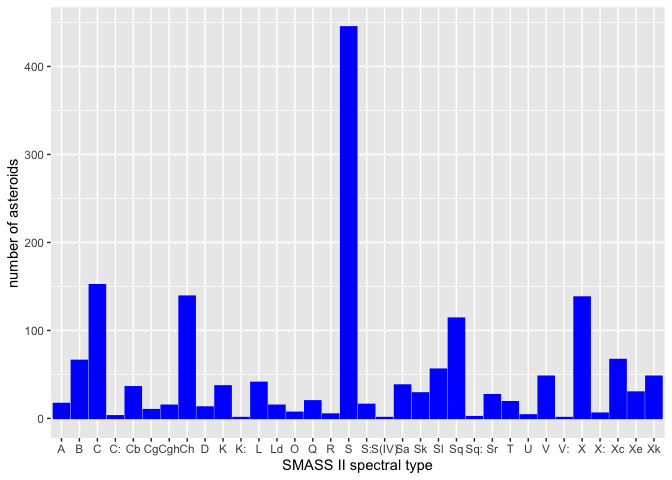 number of asteroids
400
300
200
100
0
A B C C: Cb Cg Cgh Ch D K K: L Ld O Q R S S: S(IV) Sa Sk Sl Sq Sq: Sr T U V V: X X: Xc Xe Xk
SMASS II spectral type